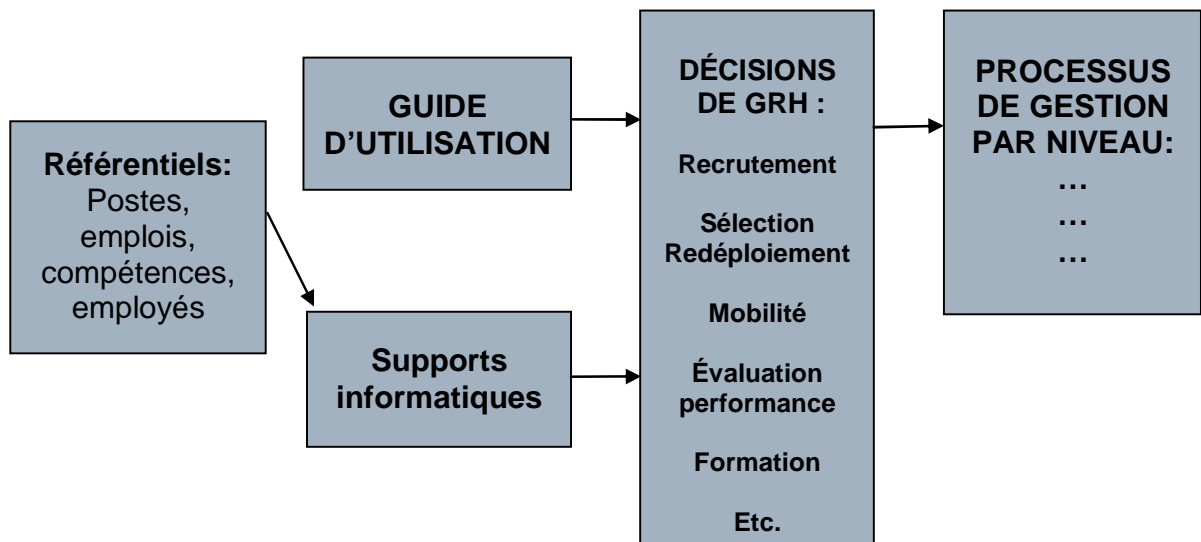 Référentiels:
Postes,
emplois,
compétences,
employés
GUIDE
D’UTILISATION
Supports
informatiques
DÉCISIONS
DE GRH :
Recrutement
Sélection
Redéploiement
Mobilité
Évaluation
performance
Formation
Etc.
PROCESSUS
DE GESTION
PAR NIVEAU:
…
…
…